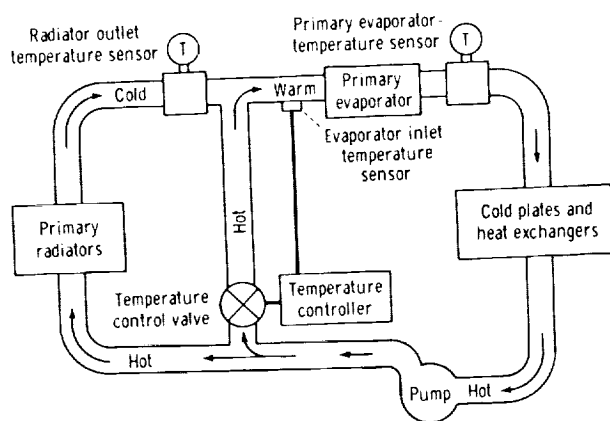 Radiator outlet
temperature sensor
T
Primary evaporator-
temperature sensor
T
Cold
Warm
Primary
evaporator
Evaporator inlet
temperature
sensor
Primary
radiators
Hot
Cold plates and
heat exchangers
Temperature
control valve
Temperature
controller
Hot
Pump
Hot